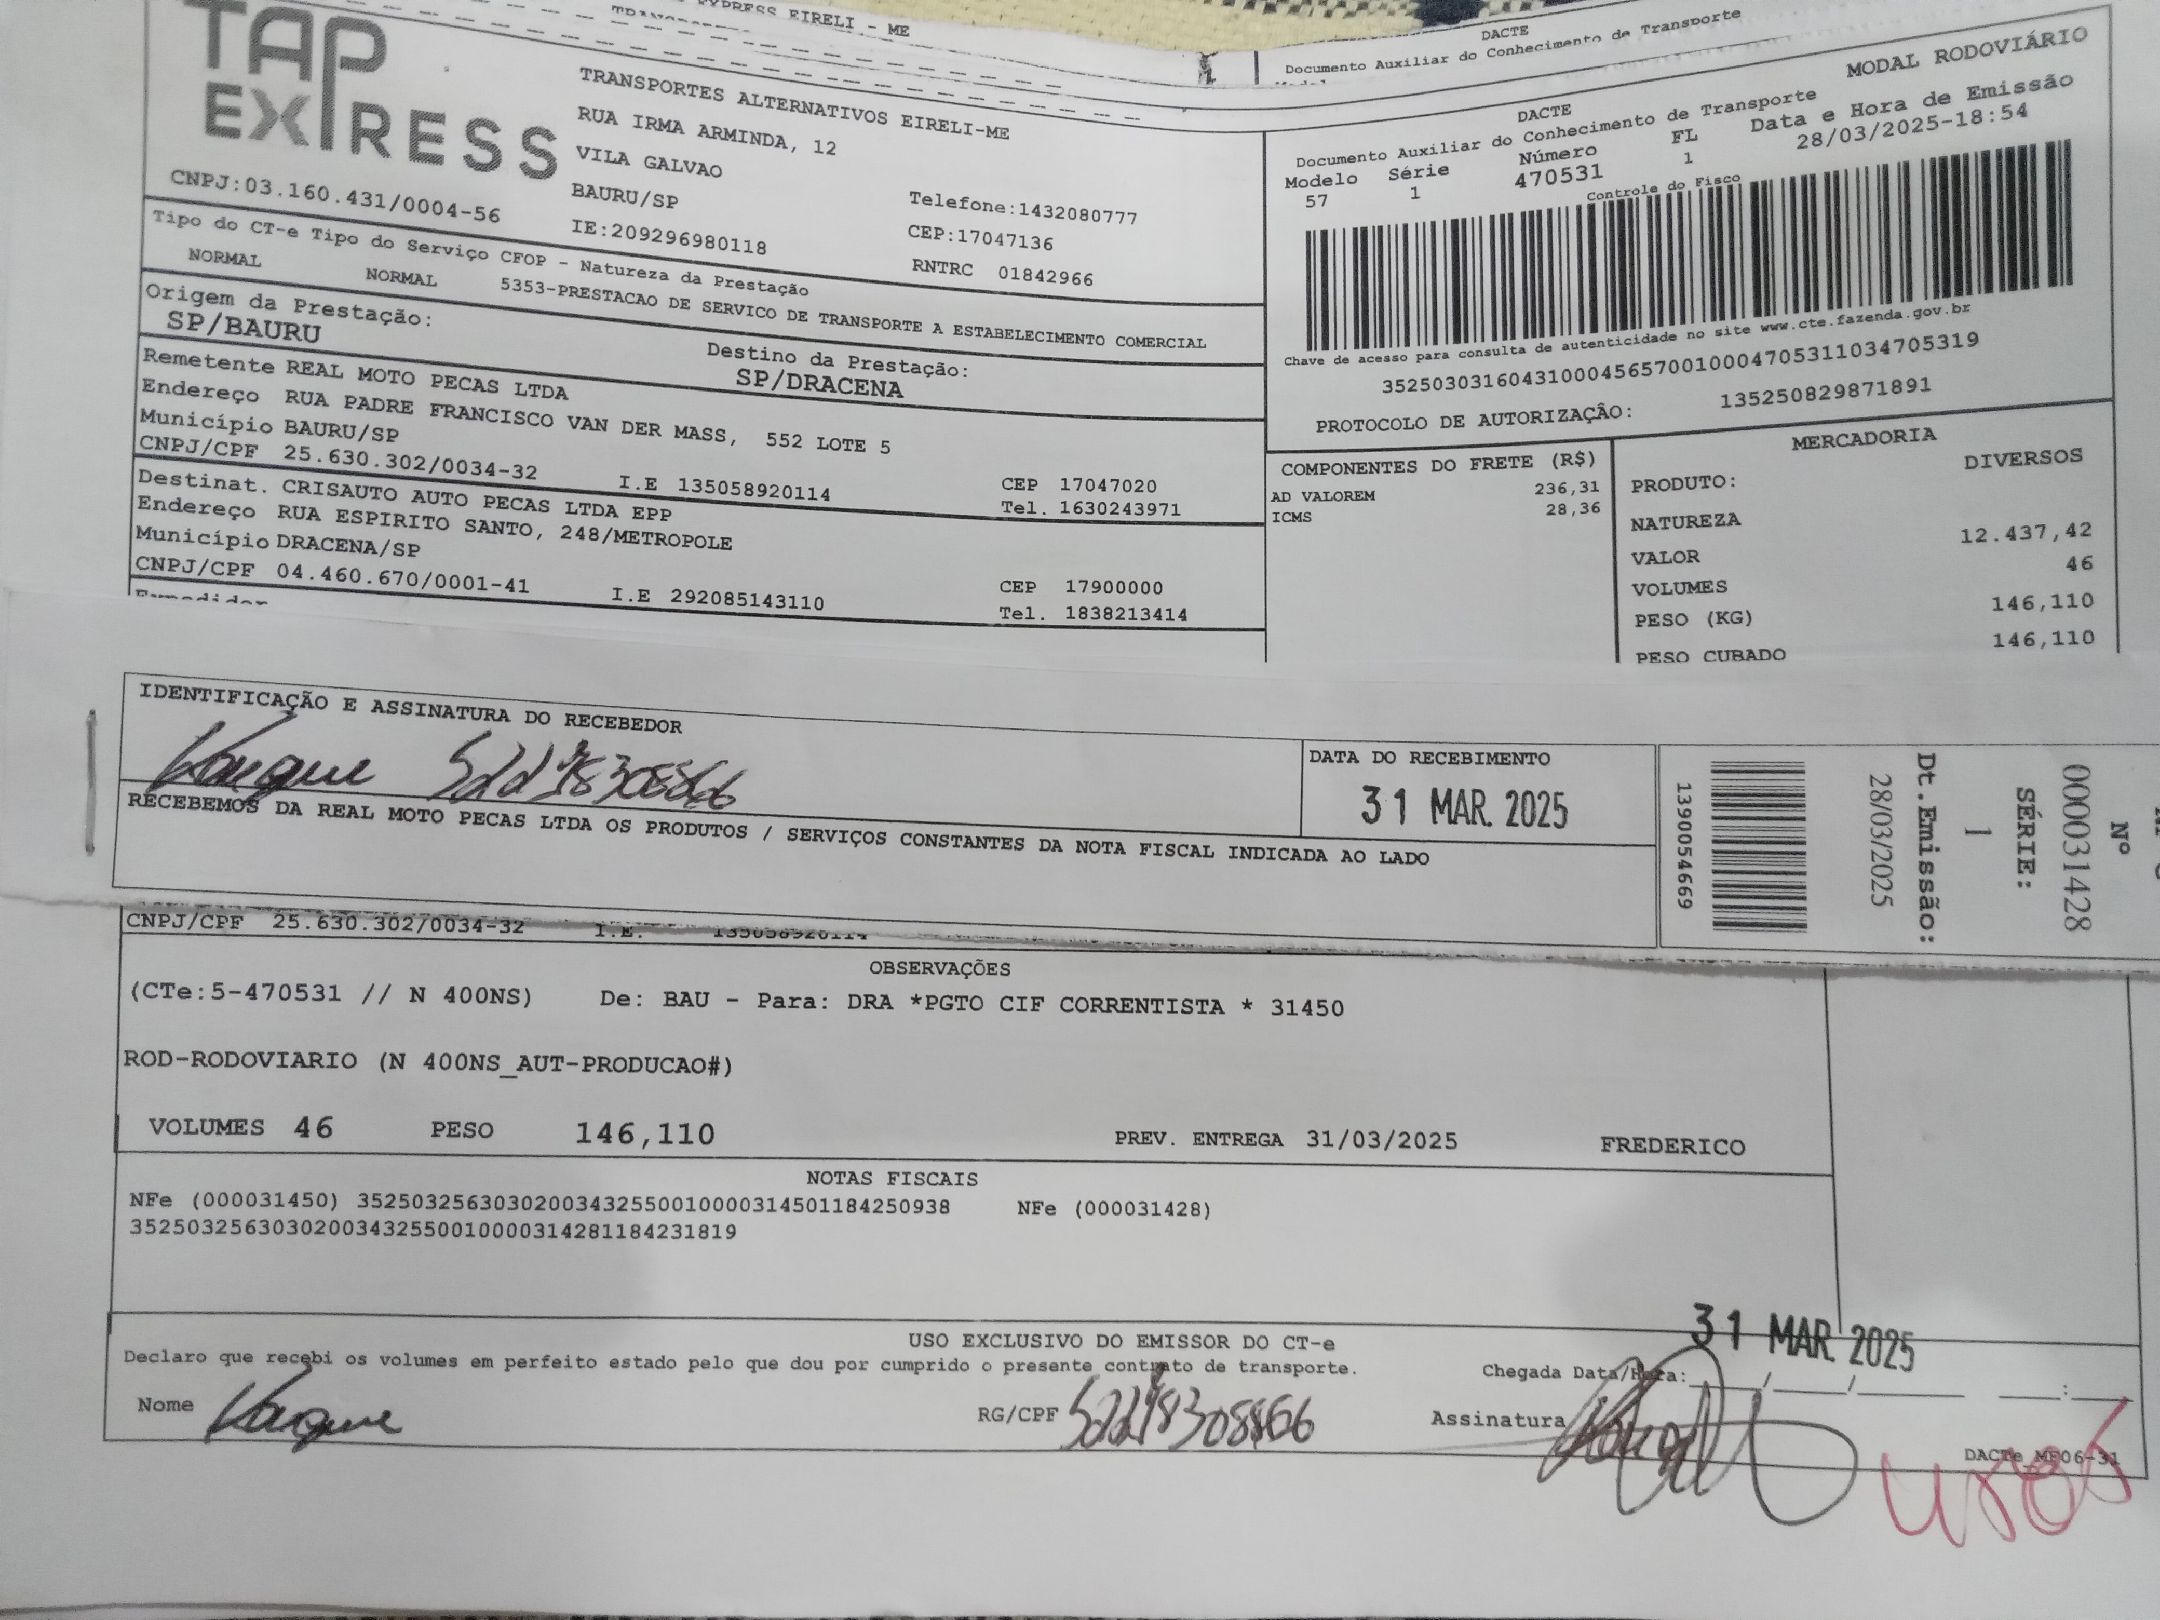 EXPRESS EIRELI - ME
DACTE
Documento Auxiliar do Conhecimento de Transporte
TAP
EXPRESS
CNPJ:03.160.431/0004-56
TRANSPORTES ALTERNATIVOS EIRELI-ME
RUA IRMA ARMINDA, 12
VILA GALVAO
BAURU/SP
IE:209296980118
Telefone:1432080777
CEP:17047136
RNTRC 01842966
MODAL RODOVIÁRIO
DACTE
Documento Auxiliar do Conhecimento de Transporte
Modelo Série Número FL Data e Hora de Emissão
57 1 470531 1 28/03/2025-18:54
Controle do Fisco
Chave de acesso para consulta de autenticidade no site www.cte.fazenda.gov.br
35250303160431000456570010004705311034705319
PROTOCOLO DE AUTORIZAÇÃO: 135250829871891
Tipo do CT-e Tipo do Serviço CFOP - Natureza da Prestação
NORMAL NORMAL 5353-PRESTACAO DE SERVICO DE TRANSPORTE A ESTABELECIMENTO COMERCIAL
Origem da Prestação: Destino da Prestação:
SP/BAURU SP/DRACENA
Remetente REAL MOTO PECAS LTDA
Endereço RUA PADRE FRANCISCO VAN DER MASS, 552 LOTE 5
Município BAURU/SP CEP 17047020
CNPJ/CPF 25.630.302/0034-32 I.E 135058920114 Tel. 1630243971
Destinat. CRISAUTO AUTO PECAS LTDA EPP
Endereço RUA ESPIRITO SANTO, 248/METROPOLE
Município DRACENA/SP CEP 17900000
CNPJ/CPF 04.460.670/0001-41 I.E 292085143110 Tel. 1838213414
Expedidor
COMPONENTES DO FRETE (R$)
AD VALOREM 236,31
ICMS 28,36
MERCADORIA
PRODUTO: DIVERSOS
NATUREZA
VALOR 12.437,42
VOLUMES 46
PESO (KG) 146,110
PESO CUBADO 146,110
IDENTIFICAÇÃO E ASSINATURA DO RECEBEDOR
DATA DO RECEBIMENTO
31 MAR. 2025
RECEBEMOS DA REAL MOTO PECAS LTDA OS PRODUTOS / SERVIÇOS CONSTANTES DA NOTA FISCAL INDICADA AO LADO
1390054669
Nº
000031428
SÉRIE:
1
Dt.Emissão:
28/03/2025
CNPJ/CPF 25.630.302/0034-32 I.E. 135058920114
OBSERVAÇÕES
(CTe:5-470531 // N 400NS) De: BAU - Para: DRA *PGTO CIF CORRENTISTA * 31450
ROD-RODOVIARIO (N 400NS_AUT-PRODUCAO#)
VOLUMES 46 PESO 146,110 PREV. ENTREGA 31/03/2025 FREDERICO
NOTAS FISCAIS
NFe (000031450) 35250325630302003432550010000314501184250938 NFe (000031428)
35250325630302003432550010000314281184231819
USO EXCLUSIVO DO EMISSOR DO CT-e
31 MAR. 2025
Declaro que recebi os volumes em perfeito estado pelo que dou por cumprido o presente contrato de transporte.
Chegada Data/Hora:
Nome RG/CPF Assinatura
DACTe_MF06-31